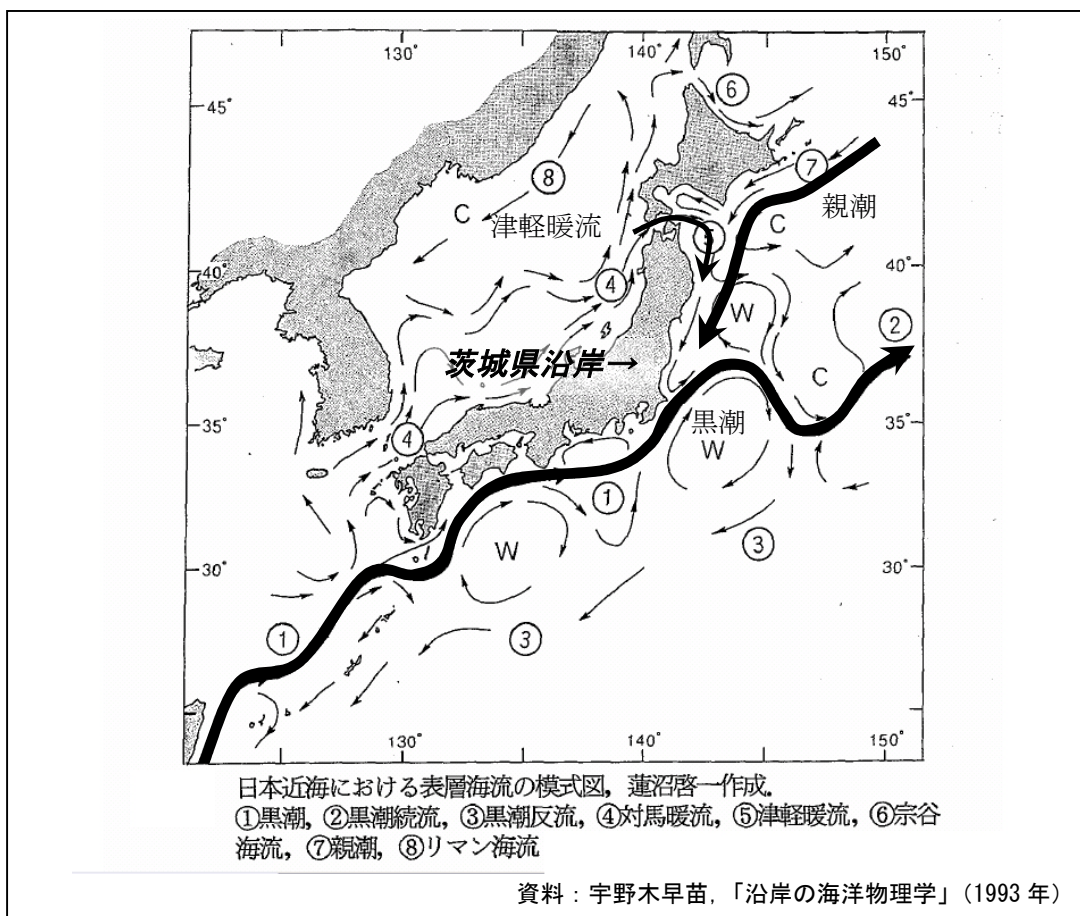 130°
140°
150°
45°
45°
⑥
⑧
⑦
C
津軽暖流
親潮
C
40°
40°
④
W
②
茨城県沿岸→
C
35°
35°
④
黒潮
W
①
③
W
30°
30°
①
③
130°
140°
150°
日本近海における表層海流の模式図，蓮沼啓一作成．
①黒潮，②黒潮続流，③黒潮反流，④対馬暖流，⑤津軽暖流，⑥宗谷
海流，⑦親潮，⑧リマン海流
資料：宇野木早苗，「沿岸の海洋物理学」（1993 年）